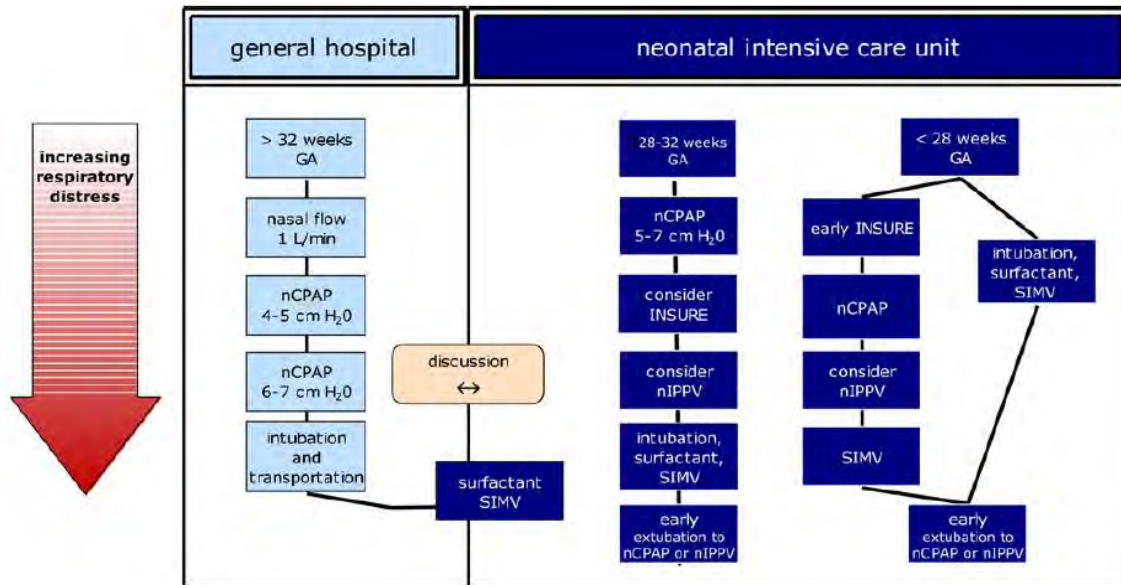 general hospital
neonatal intensive care unit
increasing
respiratory
distress
> 32 weeks
GA
nasal flow
1 L/min
nCPAP
4-5 cm H₂0
nCPAP
6-7 cm H₂0
intubation
and
transportation
discussion
↔
surfactant
SIMV
28-32 weeks
GA
nCPAP
5-7 cm H₂0
consider
INSURE
consider
nIPPV
intubation,
surfactant,
SIMV
early
extubation to
nCPAP or nIPPV
< 28 weeks
GA
early INSURE
nCPAP
consider
nIPPV
SIMV
intubation,
surfactant,
SIMV
early
extubation to
nCPAP or nIPPV